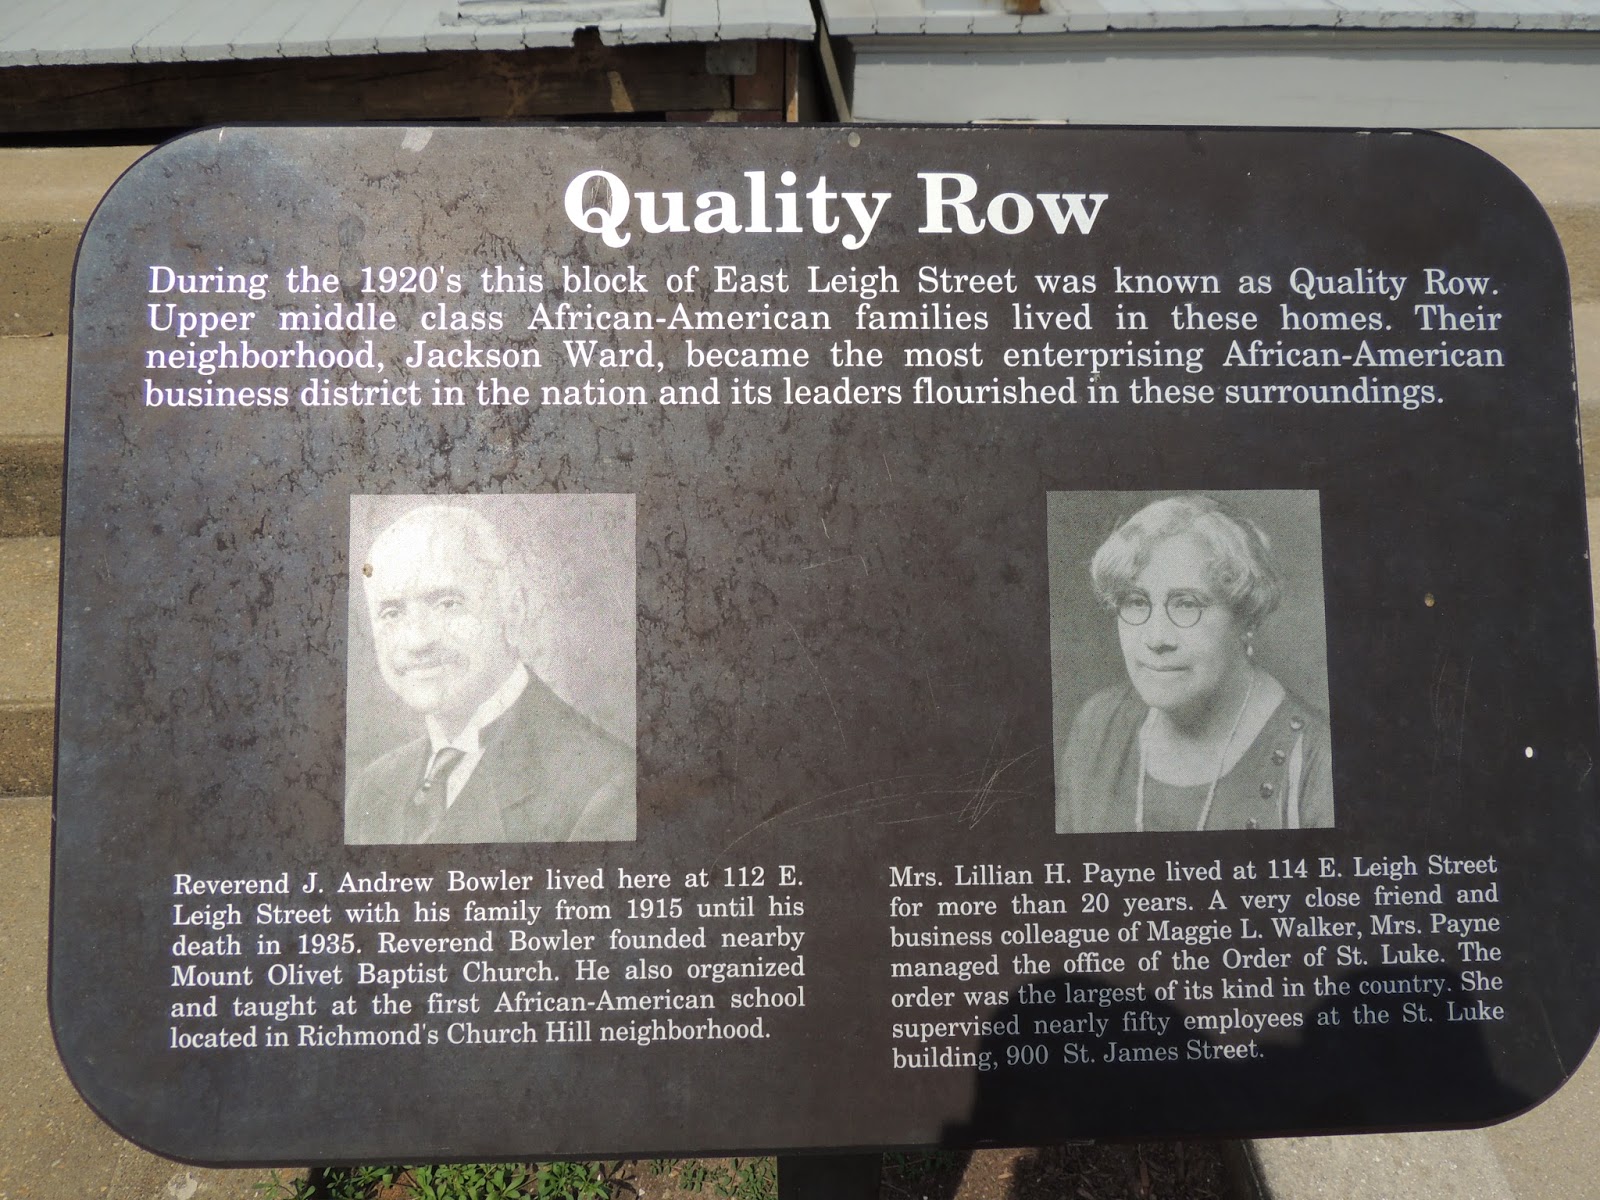 Quality Row
During the 1920's this block of East Leigh Street was known as Quality Row.
Upper middle class African-American families lived in these homes. Their
neighborhood, Jackson Ward, became the most enterprising African-American
business district in the nation and its leaders flourished in these surroundings.
Reverend J. Andrew Bowler lived here at 112 E.
Leigh Street with his family from 1915 until his
death in 1935. Reverend Bowler founded nearby
Mount Olivet Baptist Church. He also organized
and taught at the first African-American school
located in Richmond's Church Hill neighborhood.
Mrs. Lillian H. Payne lived at 114 E. Leigh Street
for more than 20 years. A very close friend and
business colleague of Maggie L. Walker, Mrs. Payne
managed the office of the Order of St. Luke. The
order was the largest of its kind in the country. She
supervised nearly fifty employees at the St. Luke
building, 900 St. James Street.